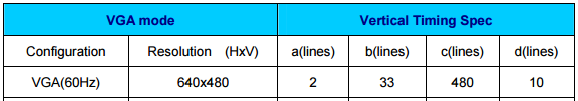 VGA mode Vertical Timing Spec
Configuration Resolution (HxV) a(lines) b(lines) c(lines) d(lines)
VGA(60Hz) 640x480 2 33 480 10